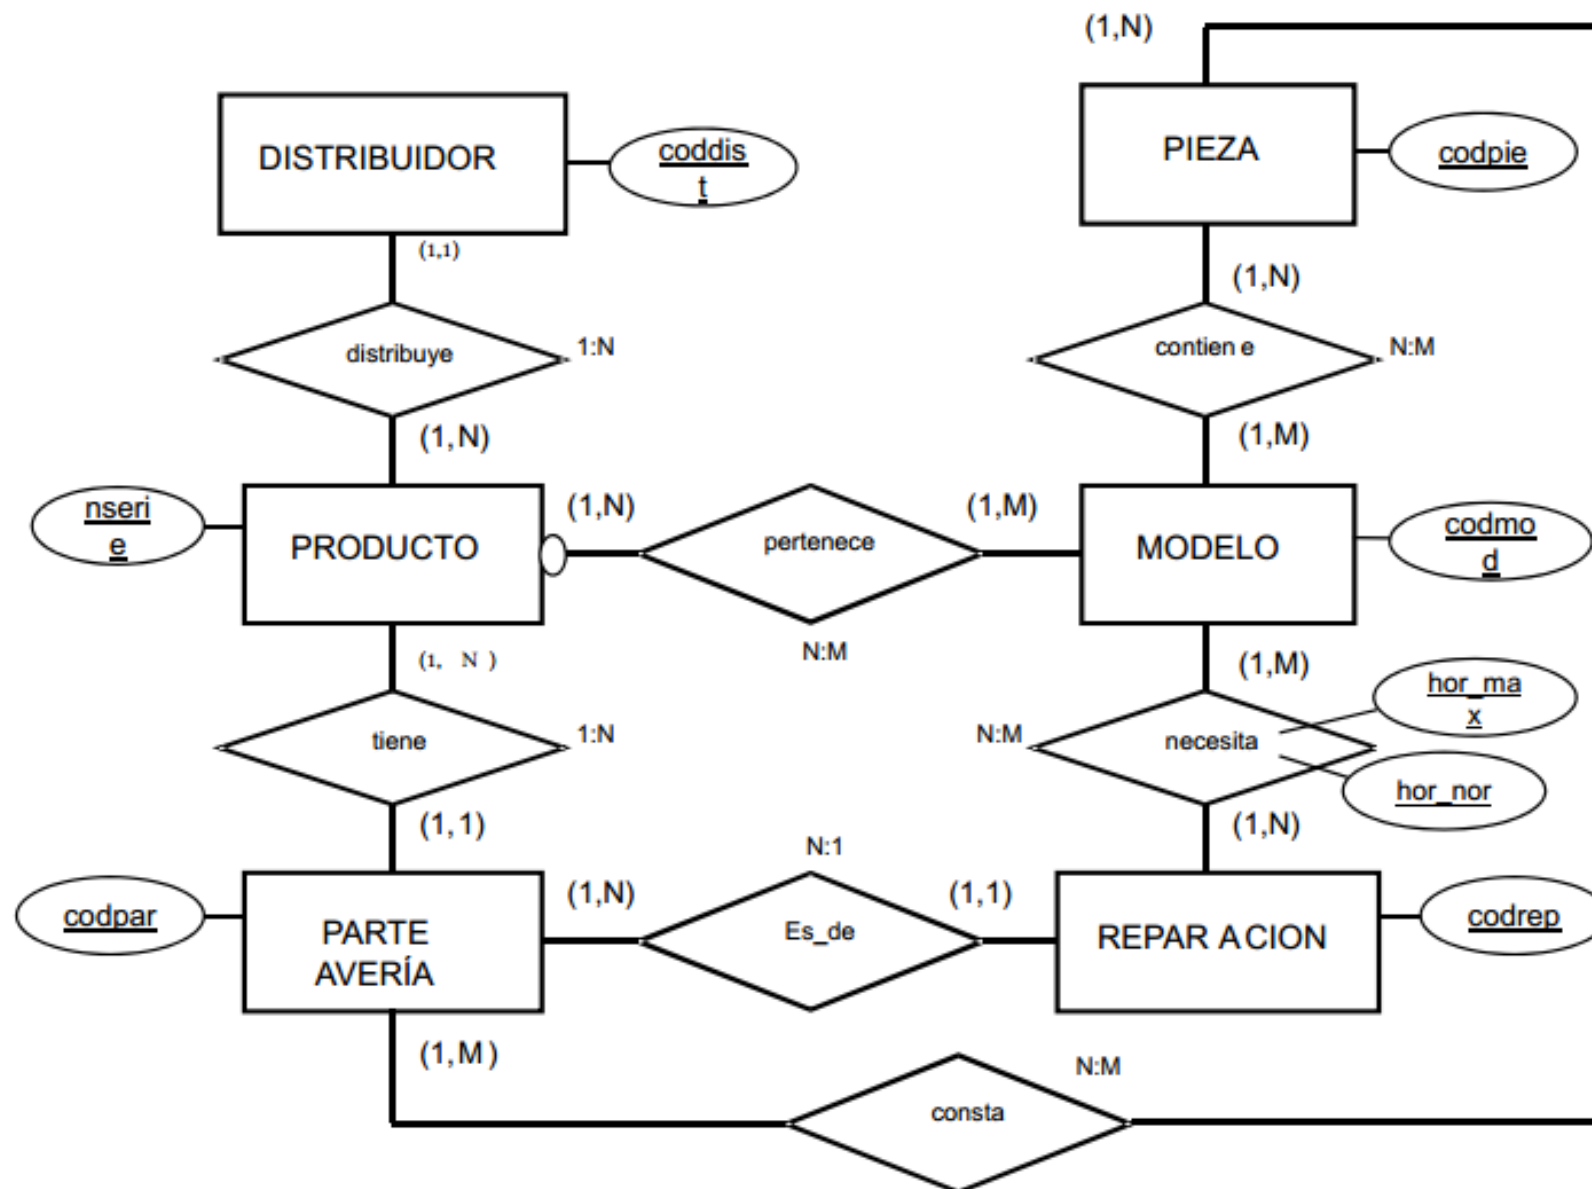 (1,N)
DISTRIBUIDOR
coddis
t
PIEZA
codpie
(1,1)
(1,N)
distribuye
1:N
contien e
N:M
(1,N)
(1,M)
nseri
e
PRODUCTO
(1,N)
pertenece
(1,M)
MODELO
codmo
d
N:M
(1, N )
(1,M)
hor_ma
x
tiene
1:N
N:M
necesita
hor_nor
(1,1)
N:1
(1,N)
codpar
PARTE
AVERÍA
(1,N)
Es_de
(1,1)
REPAR ACION
codrep
(1,M )
N:M
consta